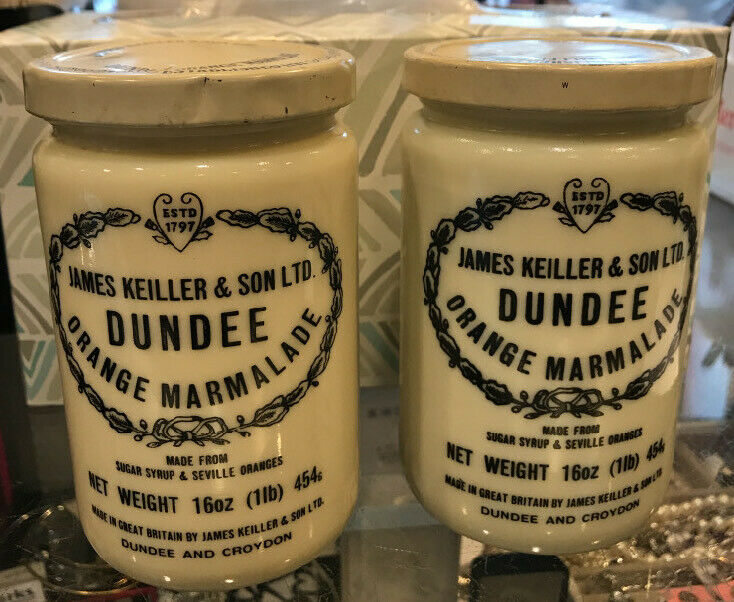 ESTD
1797
JAMES KEILLER & SON LTD.
DUNDEE
ORANGE MARMALADE
MADE FROM
SUGAR SYRUP & SEVILLE ORANGES
NET WEIGHT 16oz (1lb) 454G
MADE IN GREAT BRITAIN BY JAMES KEILLER & SON LTD.
DUNDEE AND CROYDON
W
ESTD
1797
JAMES KEILLER & SON LTD.
DUNDEE
ORANGE MARMALADE
MADE FROM
SUGAR SYRUP & SEVILLE ORANGES
NET WEIGHT 16oz (1lb) 454G
MADE IN GREAT BRITAIN BY JAMES KEILLER & SON LTD.
DUNDEE AND CROYDON